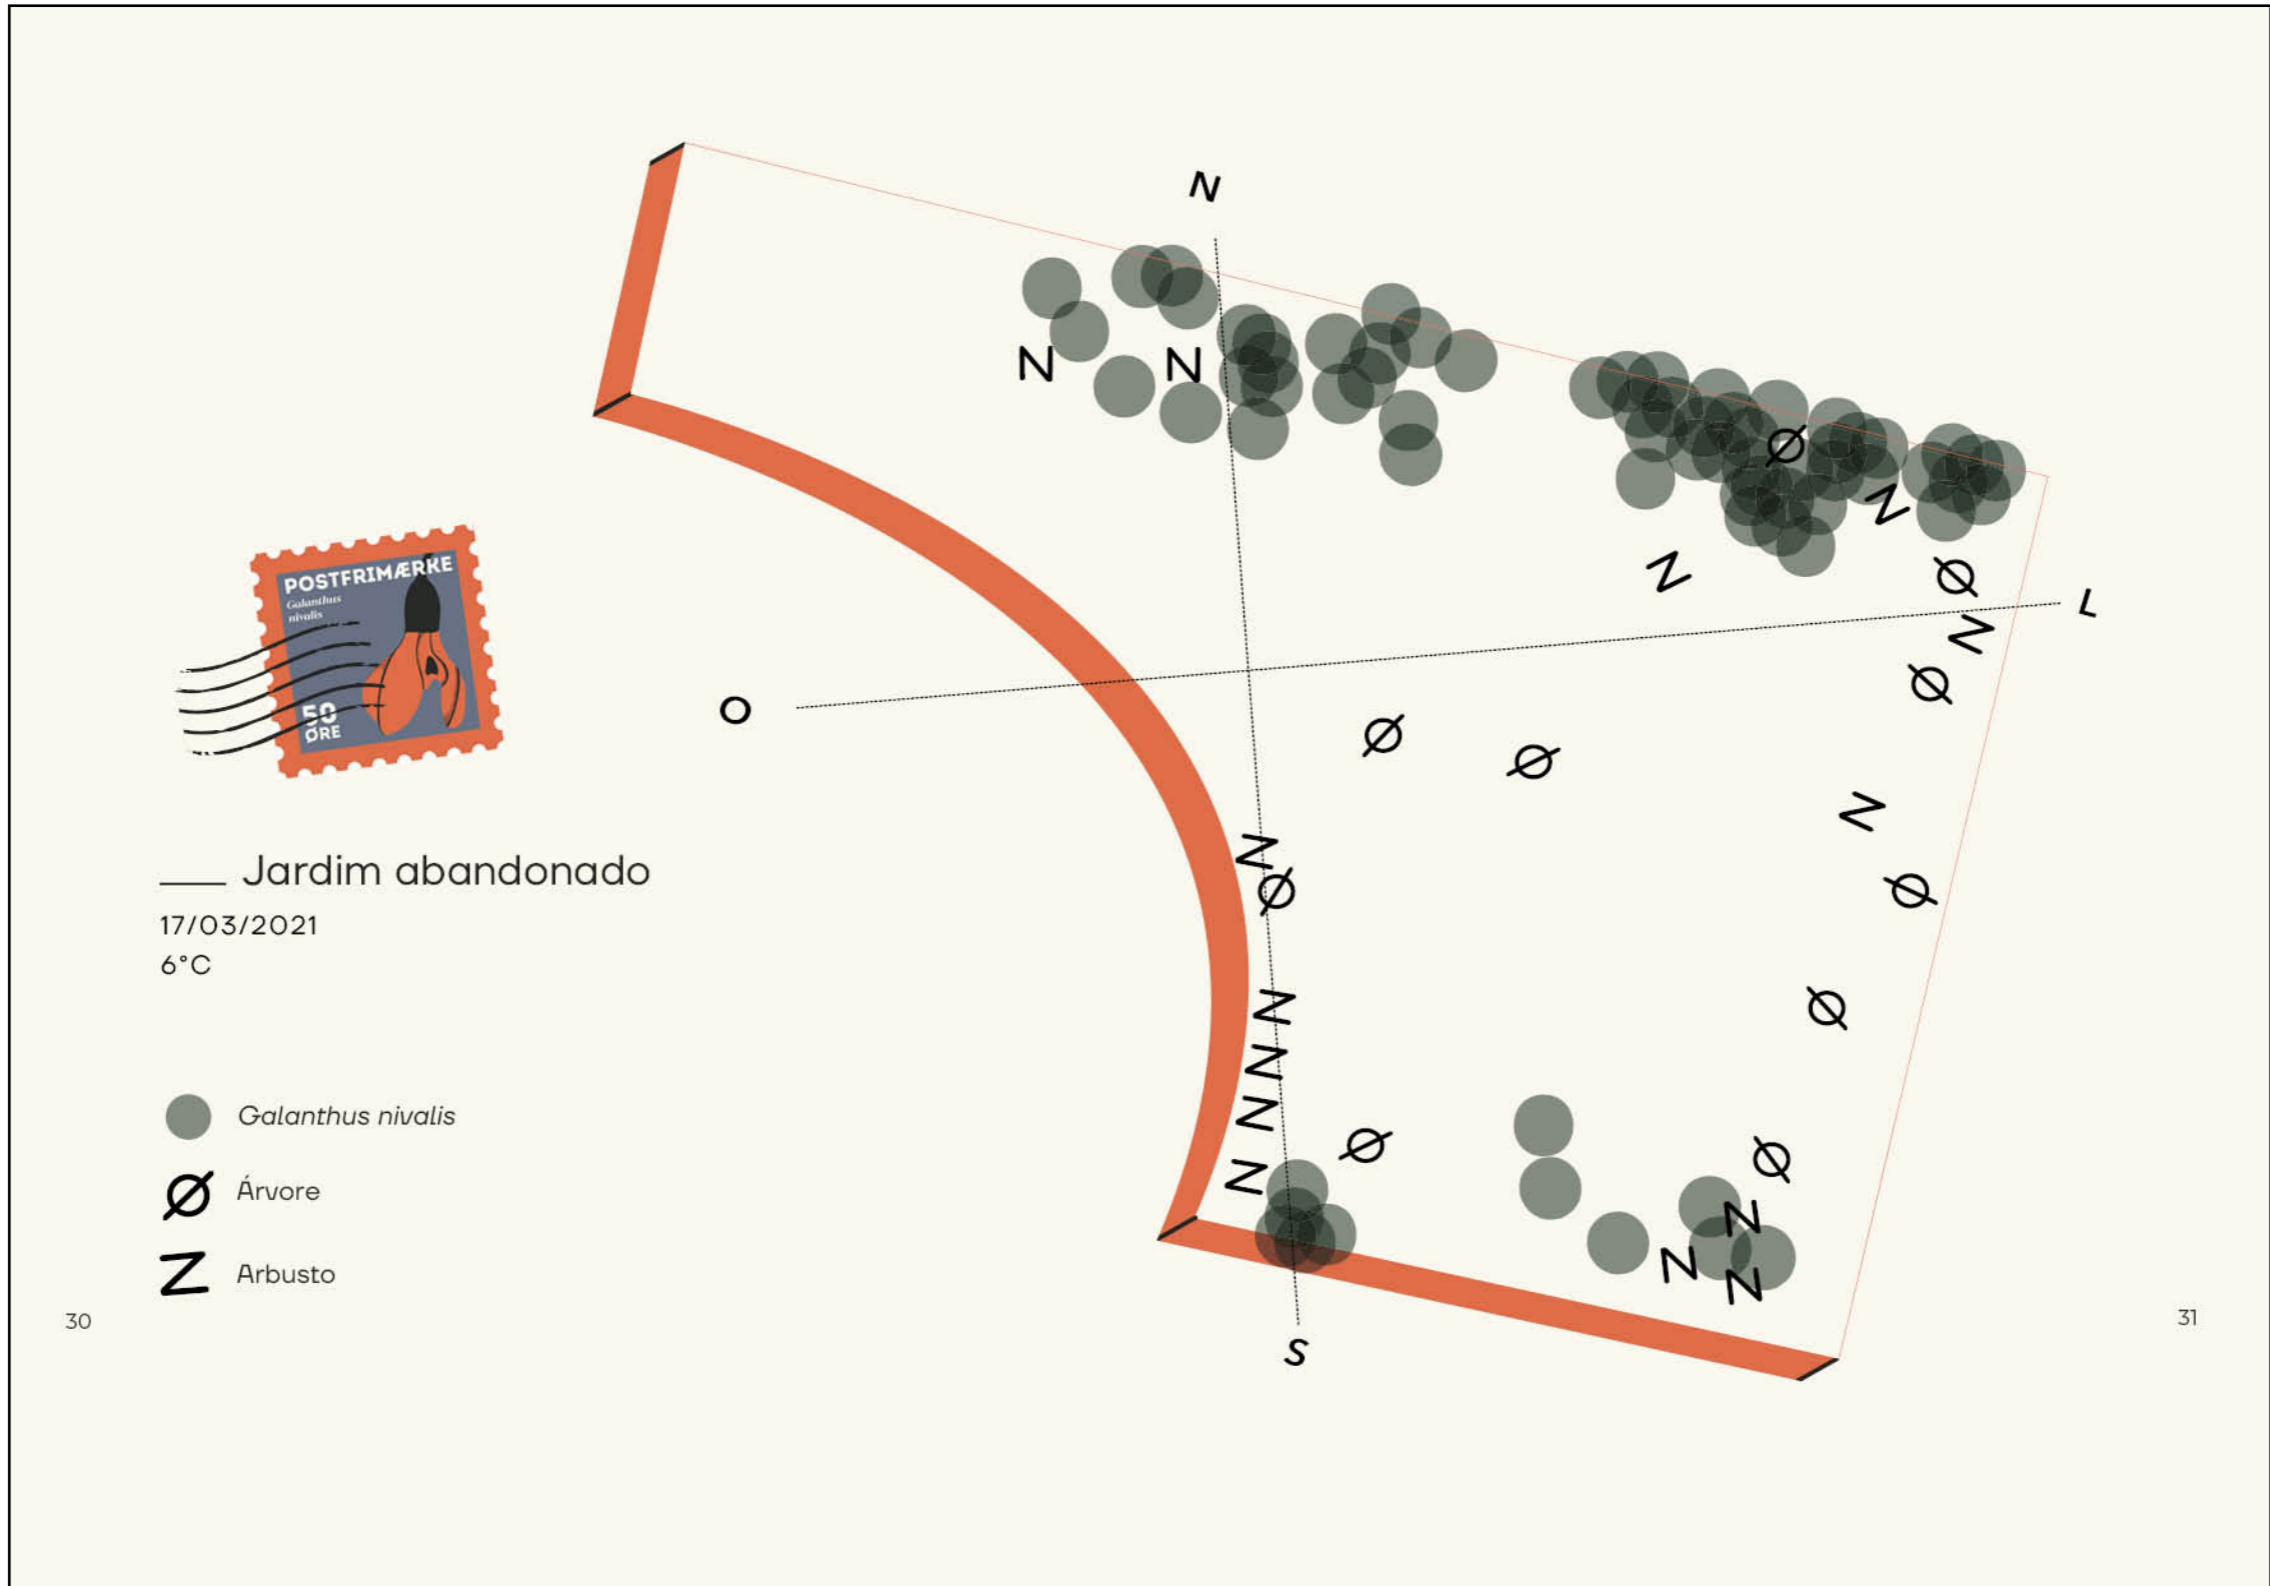 POSTFRIMÆRKE
Galanthus
nivalis
50
ØRE
Jardim abandonado
17/03/2021
6°C
Galanthus nivalis
Árvore
Arbusto
30
N
L
O
S
31